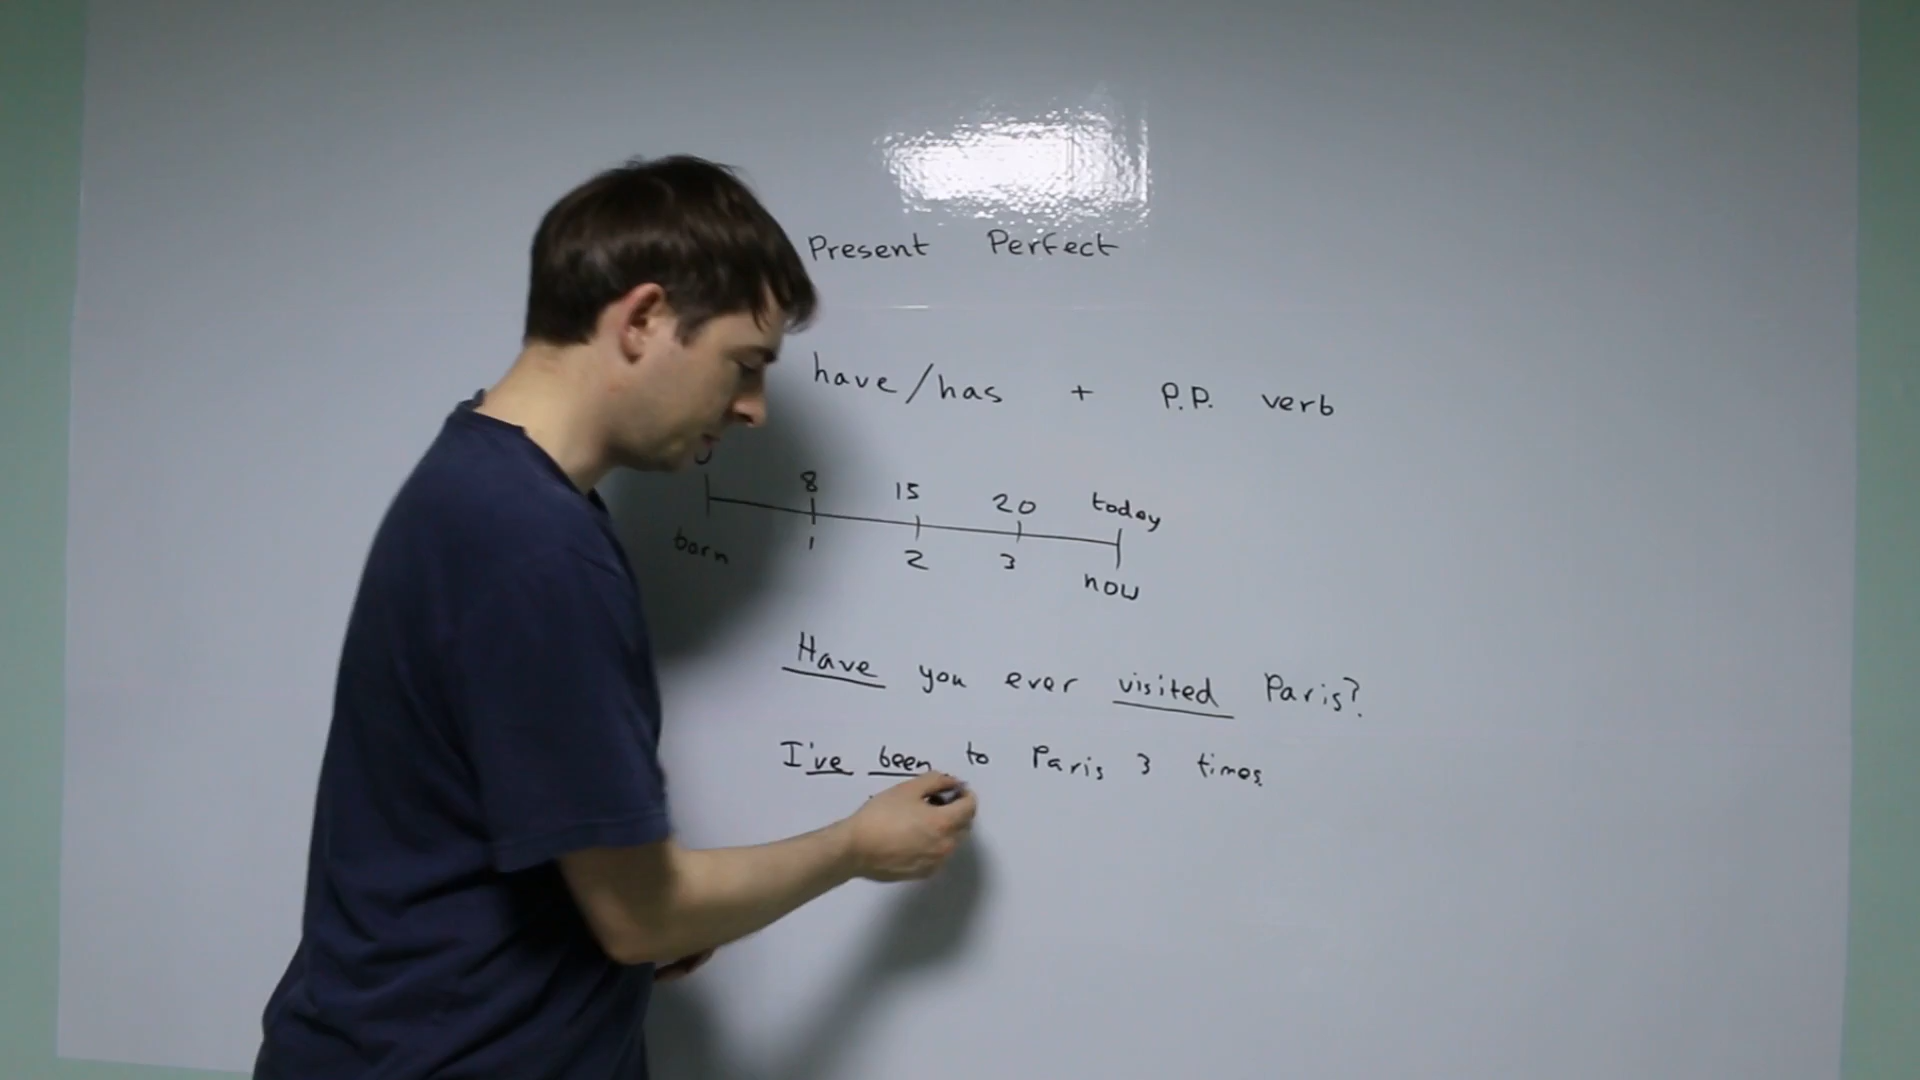 Present Perfect
have/has + P.P. verb
8 15 20 today
born 1 2 3 now
Have you ever visited Paris?
I've been to Paris 3 times.